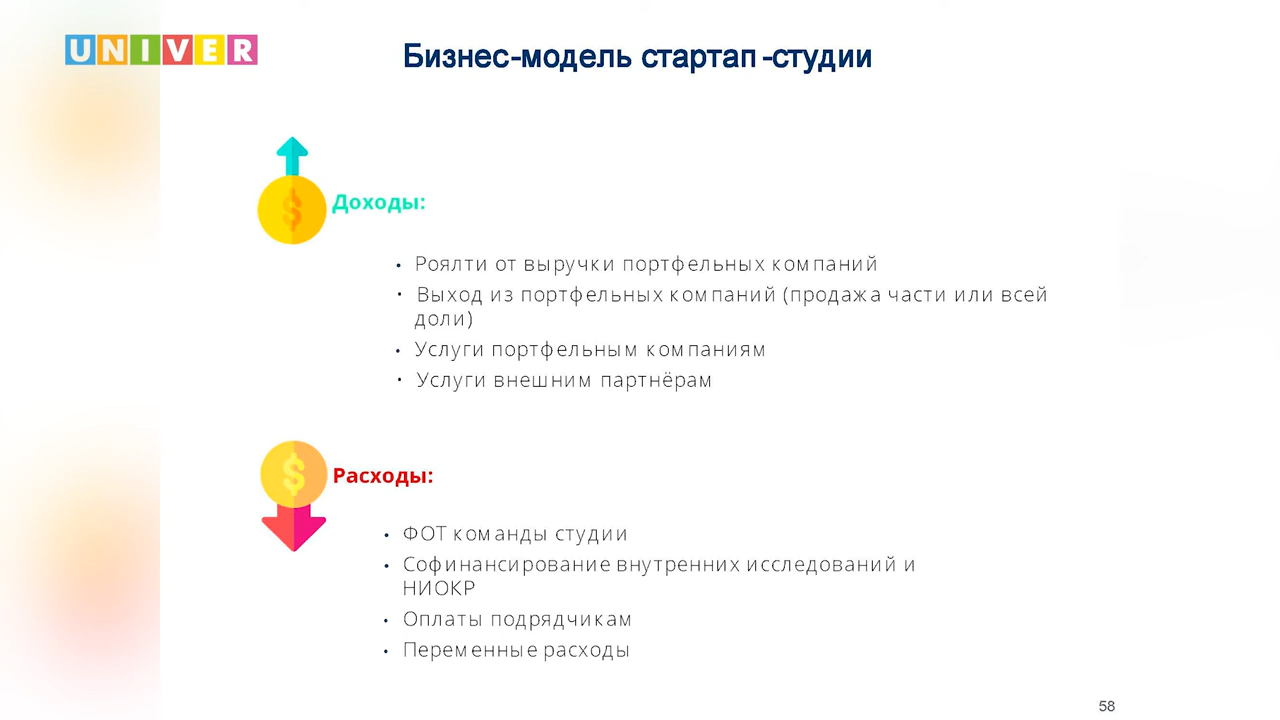 UNIVER
Бизнес-модель стартап-студии
Доходы:
• Роялти от выручки портфельных компаний
• Выход из портфельных компаний (продажа части или всей
доли)
• Услуги портфельным компаниям
• Услуги внешним партнёрам
Расходы:
• ФОТ команды студии
• Софинансирование внутренних исследований и
НИОКР
• Оплаты подрядчикам
• Переменные расходы
58